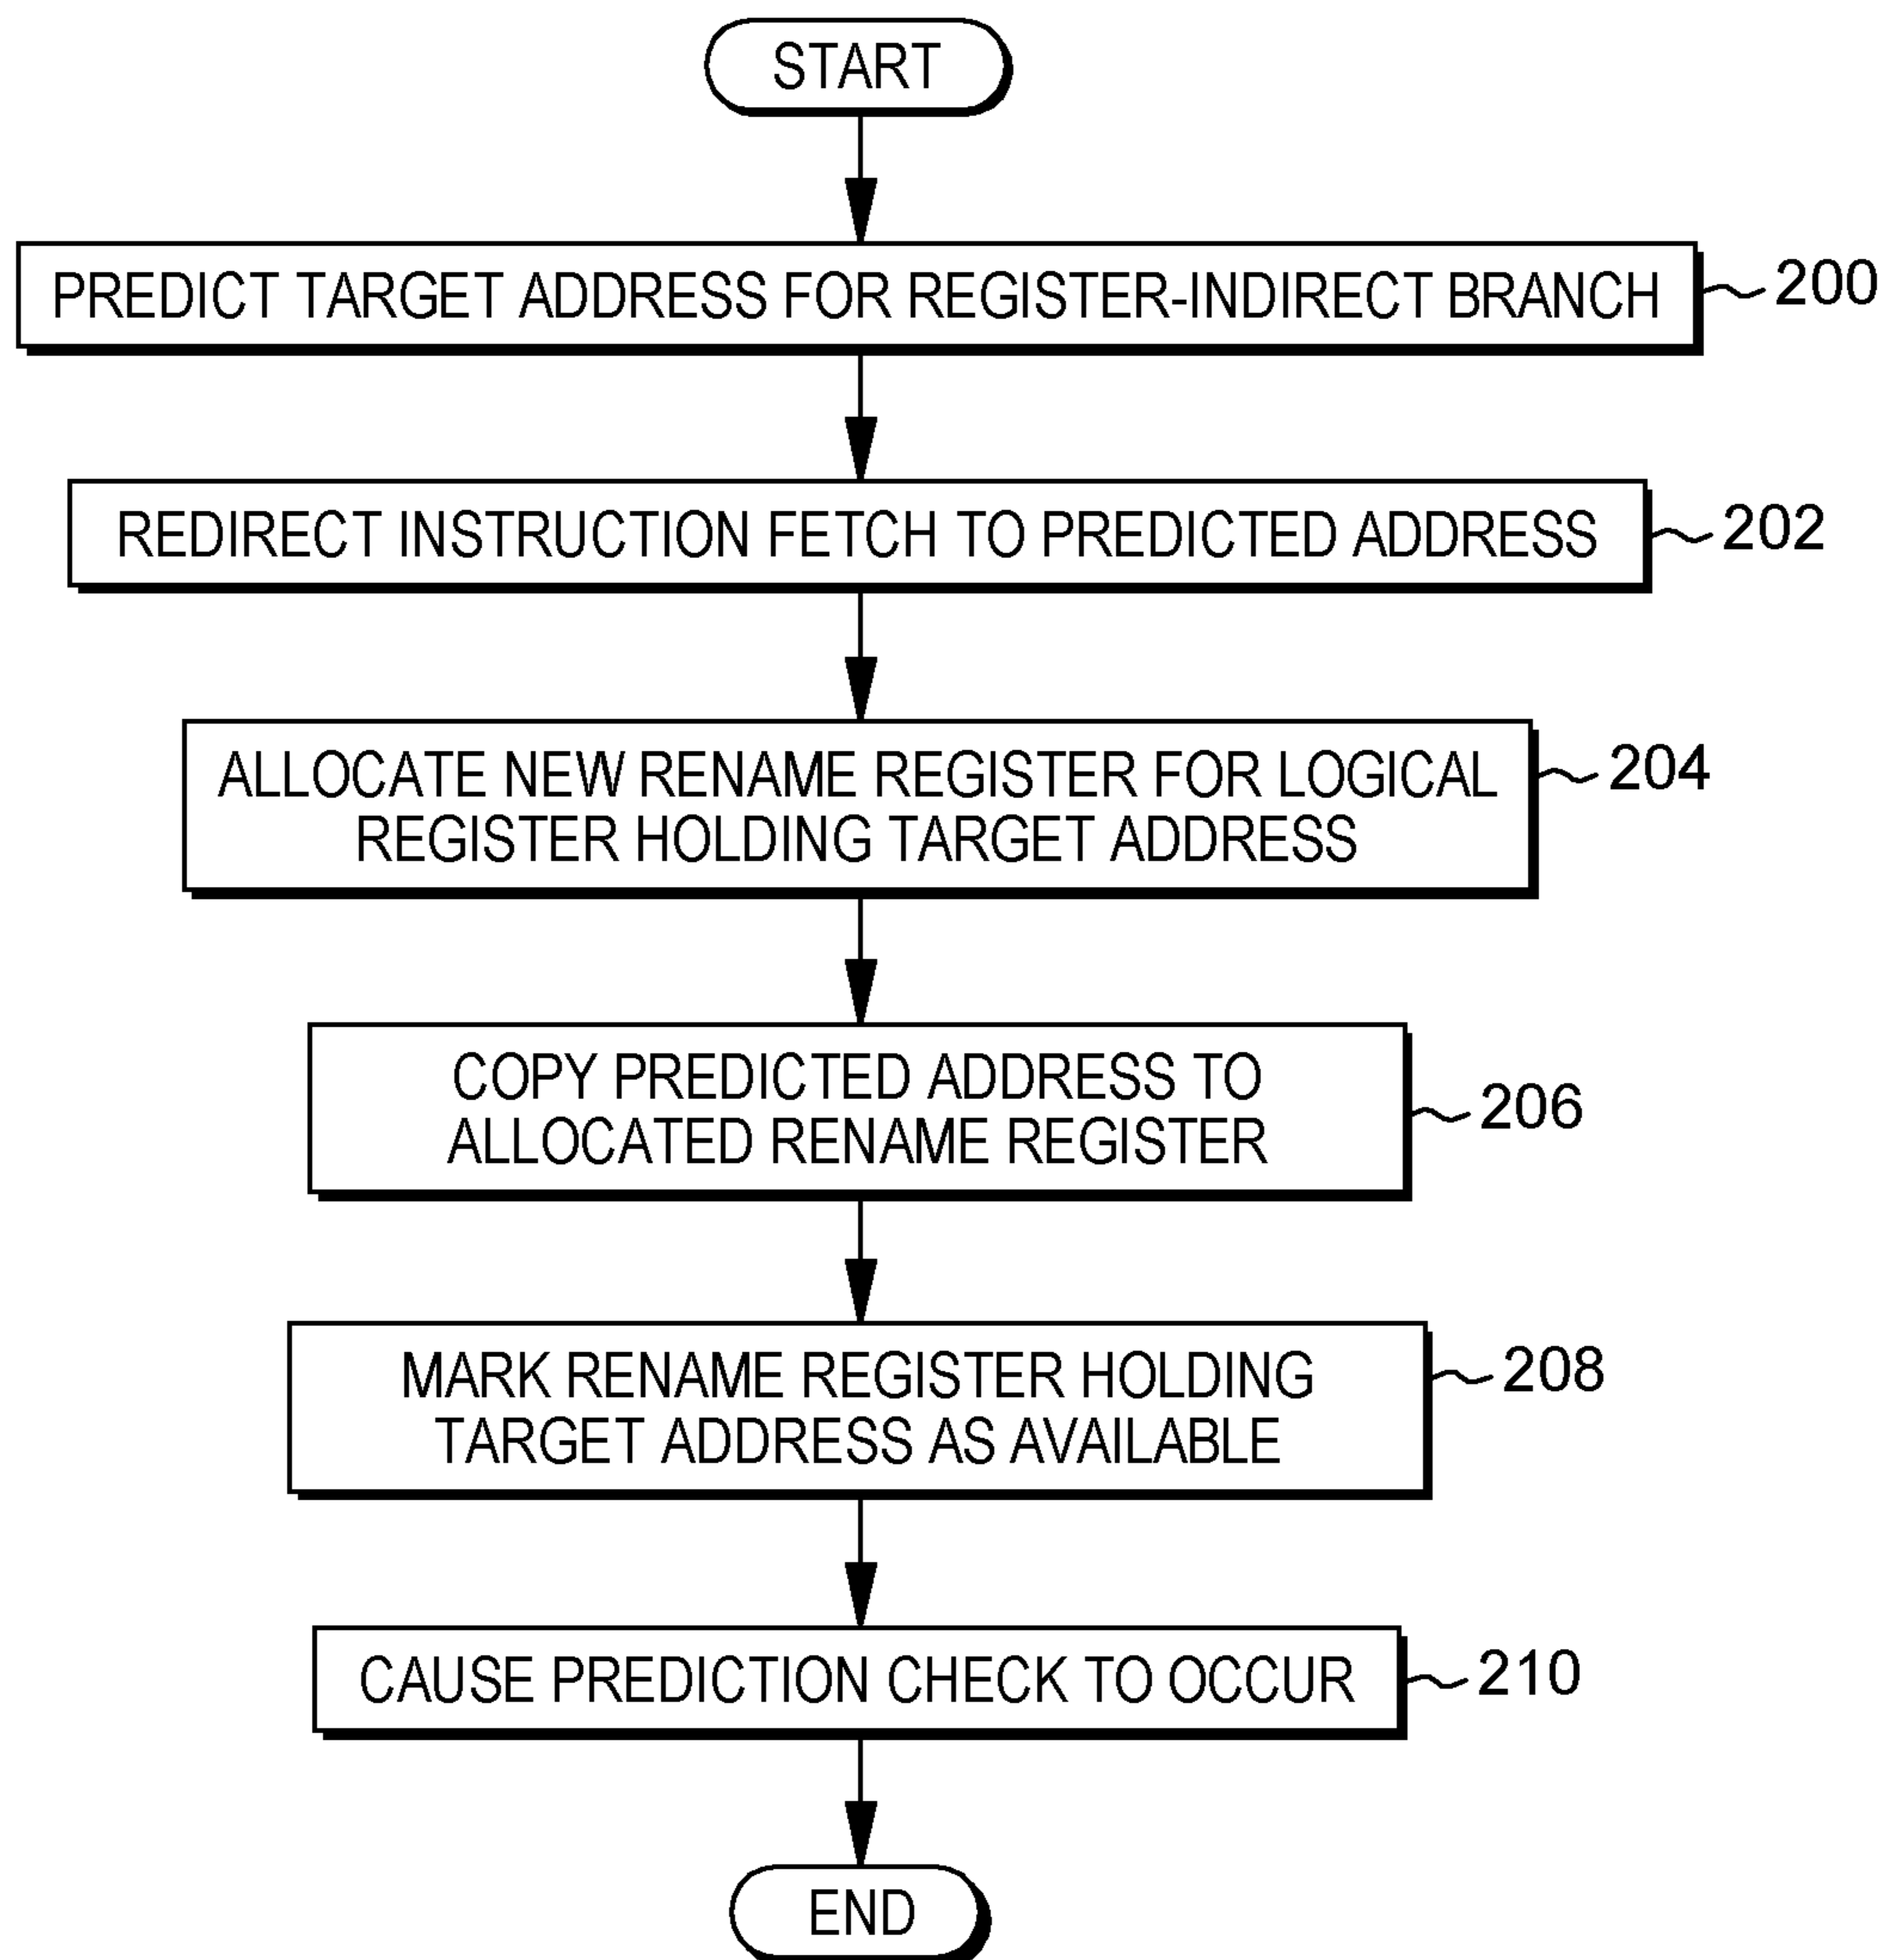 START
PREDICT TARGET ADDRESS FOR REGISTER-INDIRECT BRANCH
200
REDIRECT INSTRUCTION FETCH TO PREDICTED ADDRESS
202
ALLOCATE NEW RENAME REGISTER FOR LOGICAL
REGISTER HOLDING TARGET ADDRESS
204
COPY PREDICTED ADDRESS TO
ALLOCATED RENAME REGISTER
206
MARK RENAME REGISTER HOLDING
TARGET ADDRESS AS AVAILABLE
208
CAUSE PREDICTION CHECK TO OCCUR
210
END